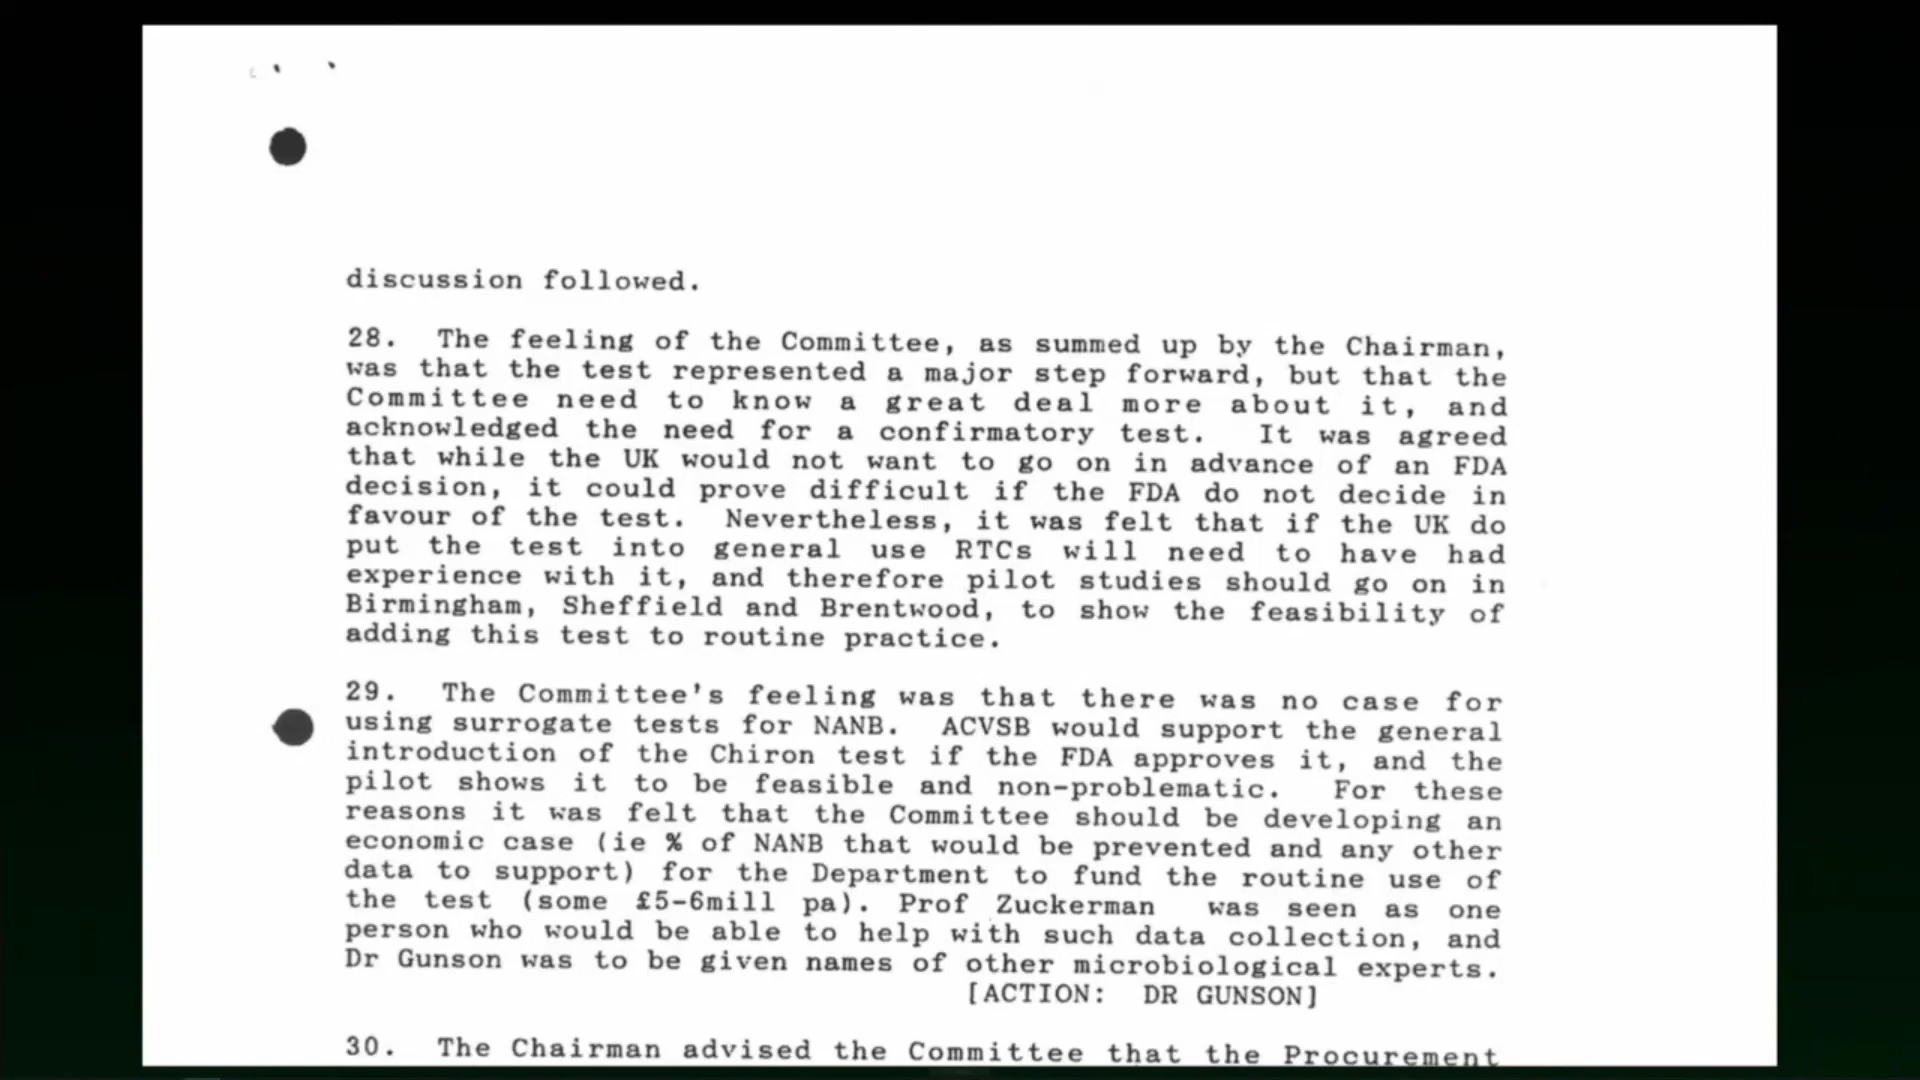 discussion followed.
28. The feeling of the Committee, as summed up by the Chairman,
was that the test represented a major step forward, but that the
Committee need to know a great deal more about it, and
acknowledged the need for a confirmatory test. It was agreed
that while the UK would not want to go on in advance of an FDA
decision, it could prove difficult if the FDA do not decide in
favour of the test. Nevertheless, it was felt that if the UK do
put the test into general use RTCs will need to have had
experience with it, and therefore pilot studies should go on in
Birmingham, Sheffield and Brentwood, to show the feasibility of
adding this test to routine practice.
29. The Committee's feeling was that there was no case for
using surrogate tests for NANB. ACVSB would support the general
introduction of the Chiron test if the FDA approves it, and the
pilot shows it to be feasible and non-problematic. For these
reasons it was felt that the Committee should be developing an
economic case (ie % of NANB that would be prevented and any other
data to support) for the Department to fund the routine use of
the test (some £5-6mill pa). Prof Zuckerman was seen as one
person who would be able to help with such data collection, and
Dr Gunson was to be given names of other microbiological experts.
[ACTION: DR GUNSON]
30. The Chairman advised the Committee that the Procurement